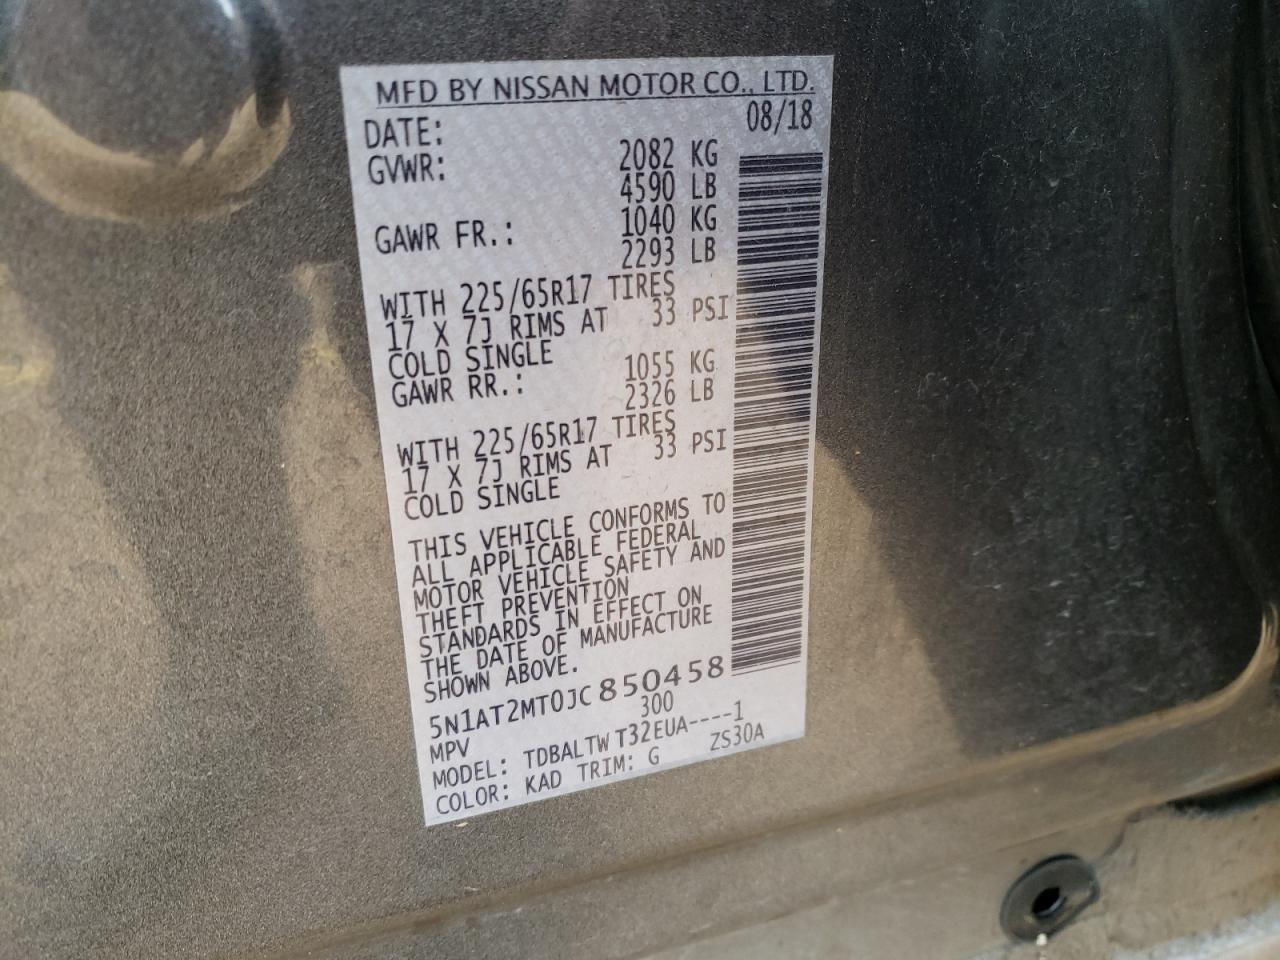 MFD BY NISSAN MOTOR CO., LTD.
DATE: 08/18
GVWR: 2082 KG
4590 LB
GAWR FR.: 1040 KG
2293 LB
WITH 225/65R17 TIRES
17 X 7J RIMS AT 33 PSI
COLD SINGLE
GAWR RR.: 1055 KG
2326 LB
WITH 225/65R17 TIRES
17 X 7J RIMS AT 33 PSI
COLD SINGLE
THIS VEHICLE CONFORMS TO
ALL APPLICABLE FEDERAL
MOTOR VEHICLE SAFETY AND
THEFT PREVENTION
STANDARDS IN EFFECT ON
THE DATE OF MANUFACTURE
SHOWN ABOVE.
5N1AT2MT0JC850458
MPV 300
MODEL: TDBALTW T32EUA----1
COLOR: KAD TRIM: G ZS30A